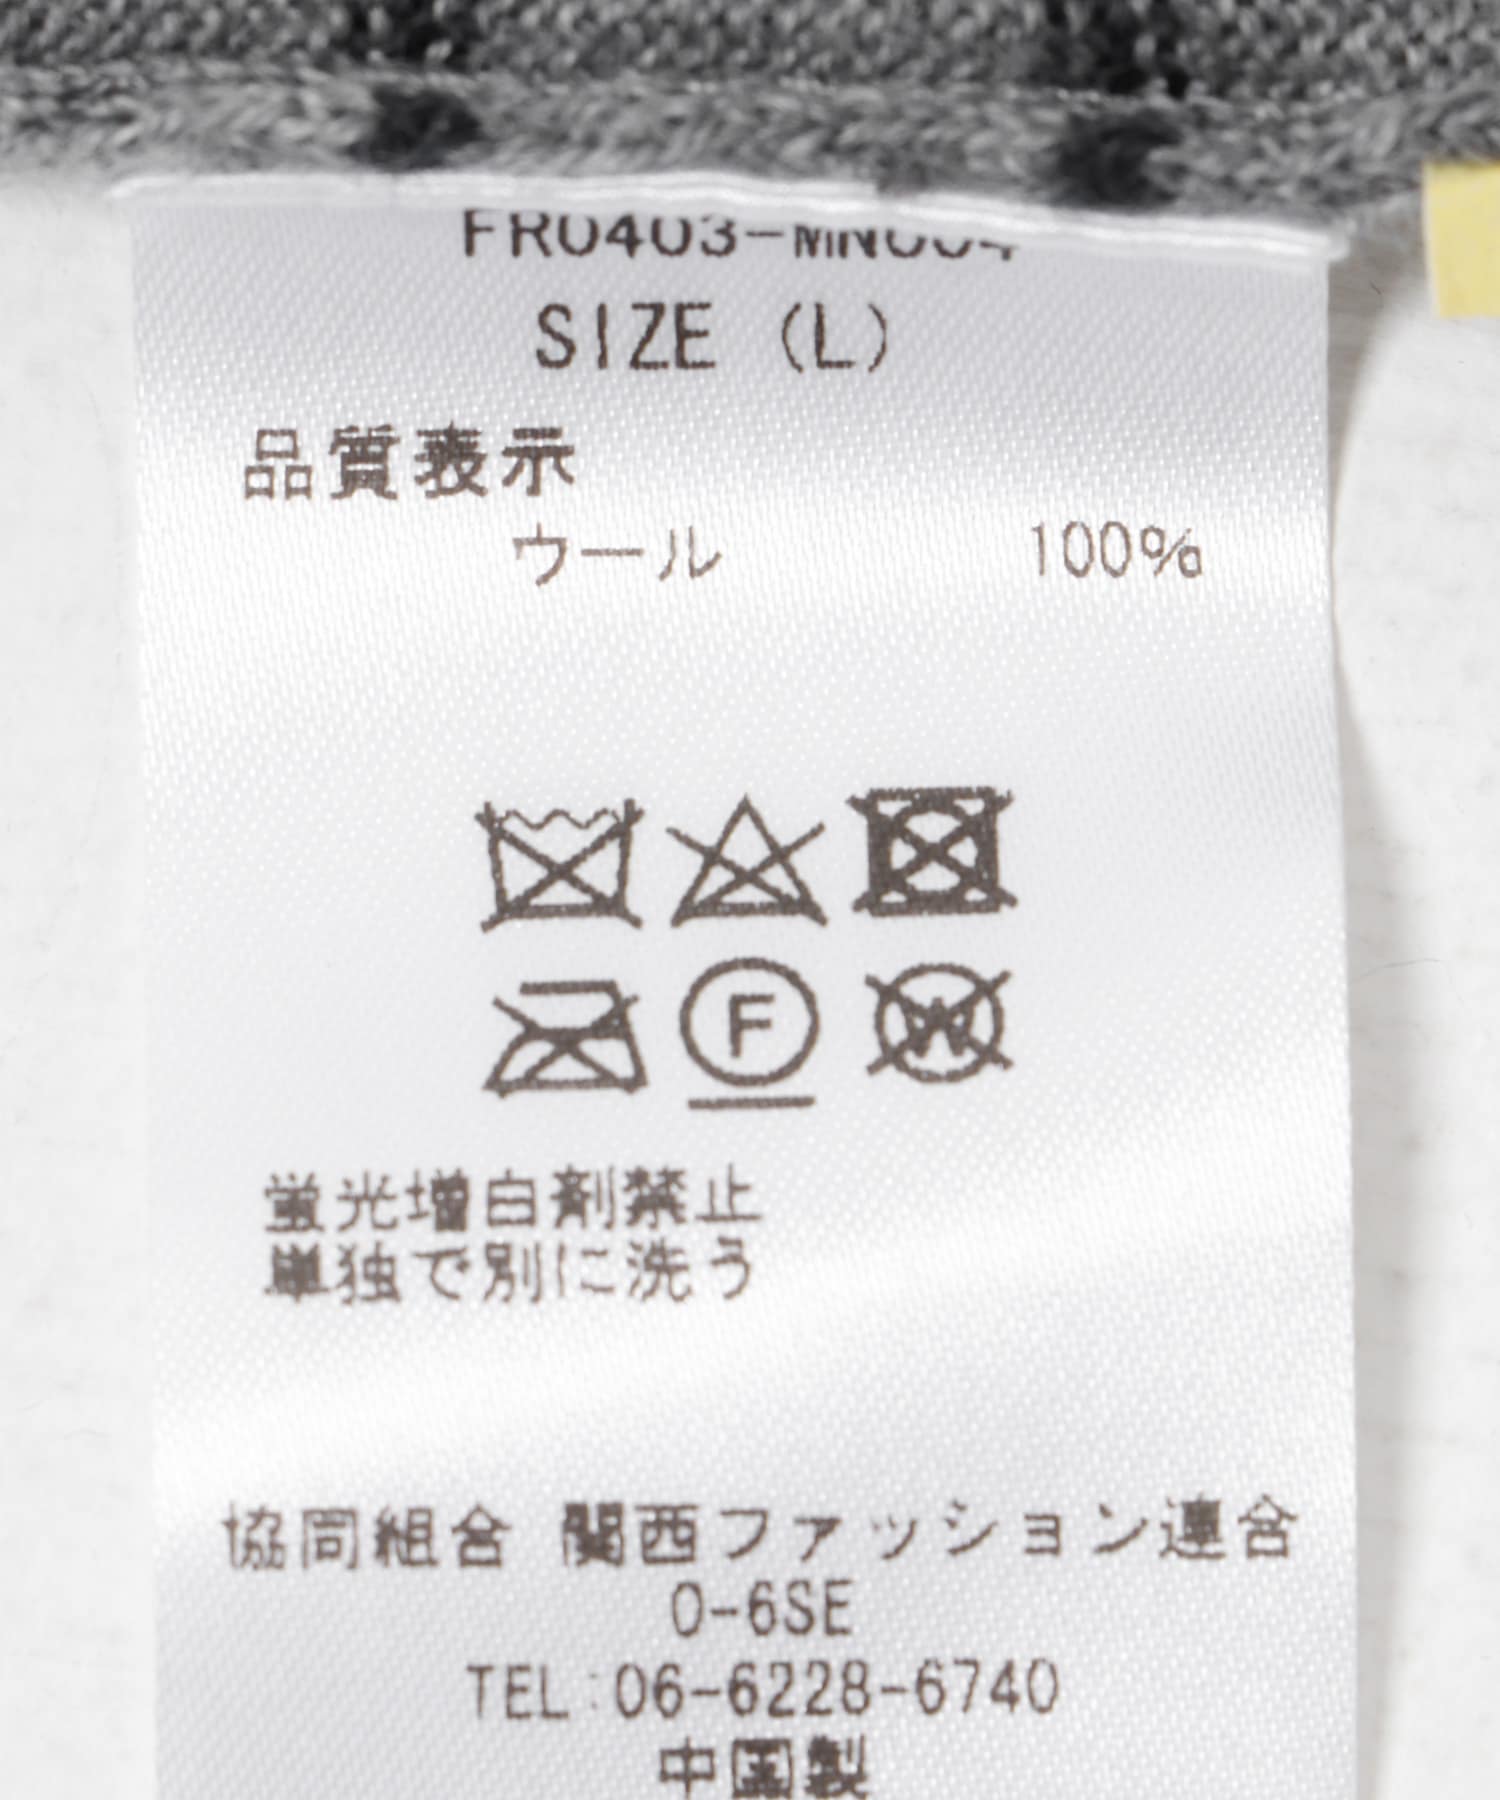 FR0403-MN004
SIZE (L)
品質表示
ウール 100%
F
W
蛍光増白剤禁止
単独で別に洗う
協同組合 関西ファッション連合
O-6SE
TEL:06-6228-6740
中国製